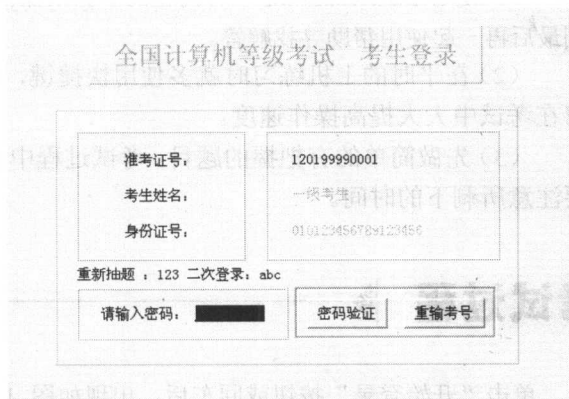 全国计算机等级考试 考生登录
准考证号: 120199990001
考生姓名: 一级考生
身份证号: 010123456789123456
重新抽题 : 123 二次登录: abc
请输入密码: 密码验证 重输考号